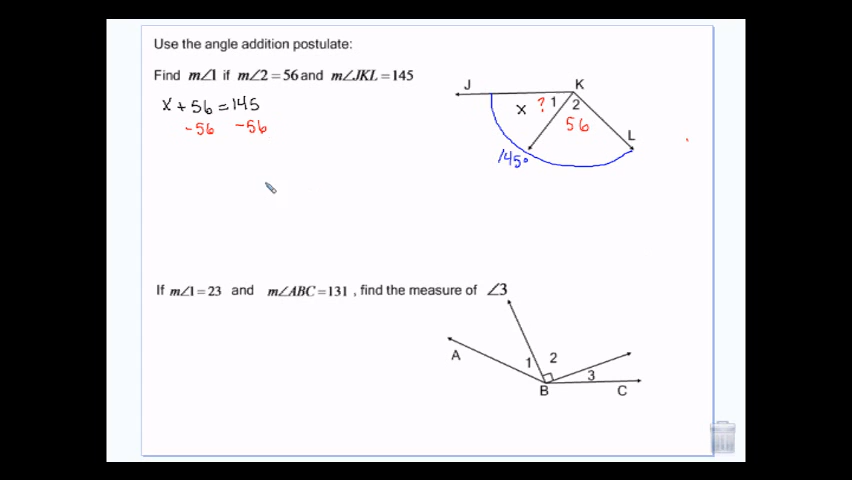 Use the angle addition postulate:
Find m∠1 if m∠2 = 56 and m∠JKL = 145
x + 56 = 145
-56 -56
J
K
x ? 1 2
56
L
145°
If m∠1 = 23 and m∠ABC = 131 , find the measure of ∠3
A
1 2
3
B
C